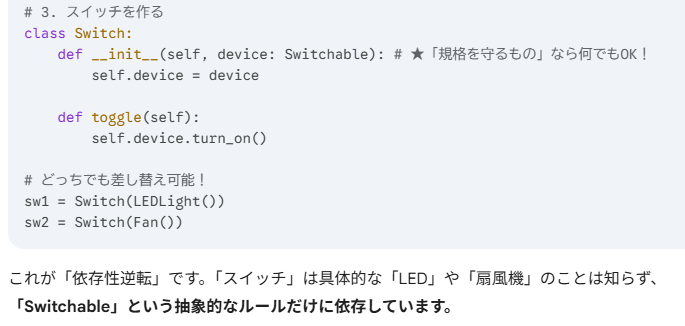 # 3. スイッチを作る
class Switch:
    def __init__(self, device: Switchable): # ★「規格を守るもの」なら何でもOK！
        self.device = device

    def toggle(self):
        self.device.turn_on()

# どっちでも差し替え可能！
sw1 = Switch(LEDLight())
sw2 = Switch(Fan())

これが「依存性逆転」です。「スイッチ」は具体的な「LED」や「扇風機」のことは知らず、
「Switchable」という抽象的なルールだけに依存しています。